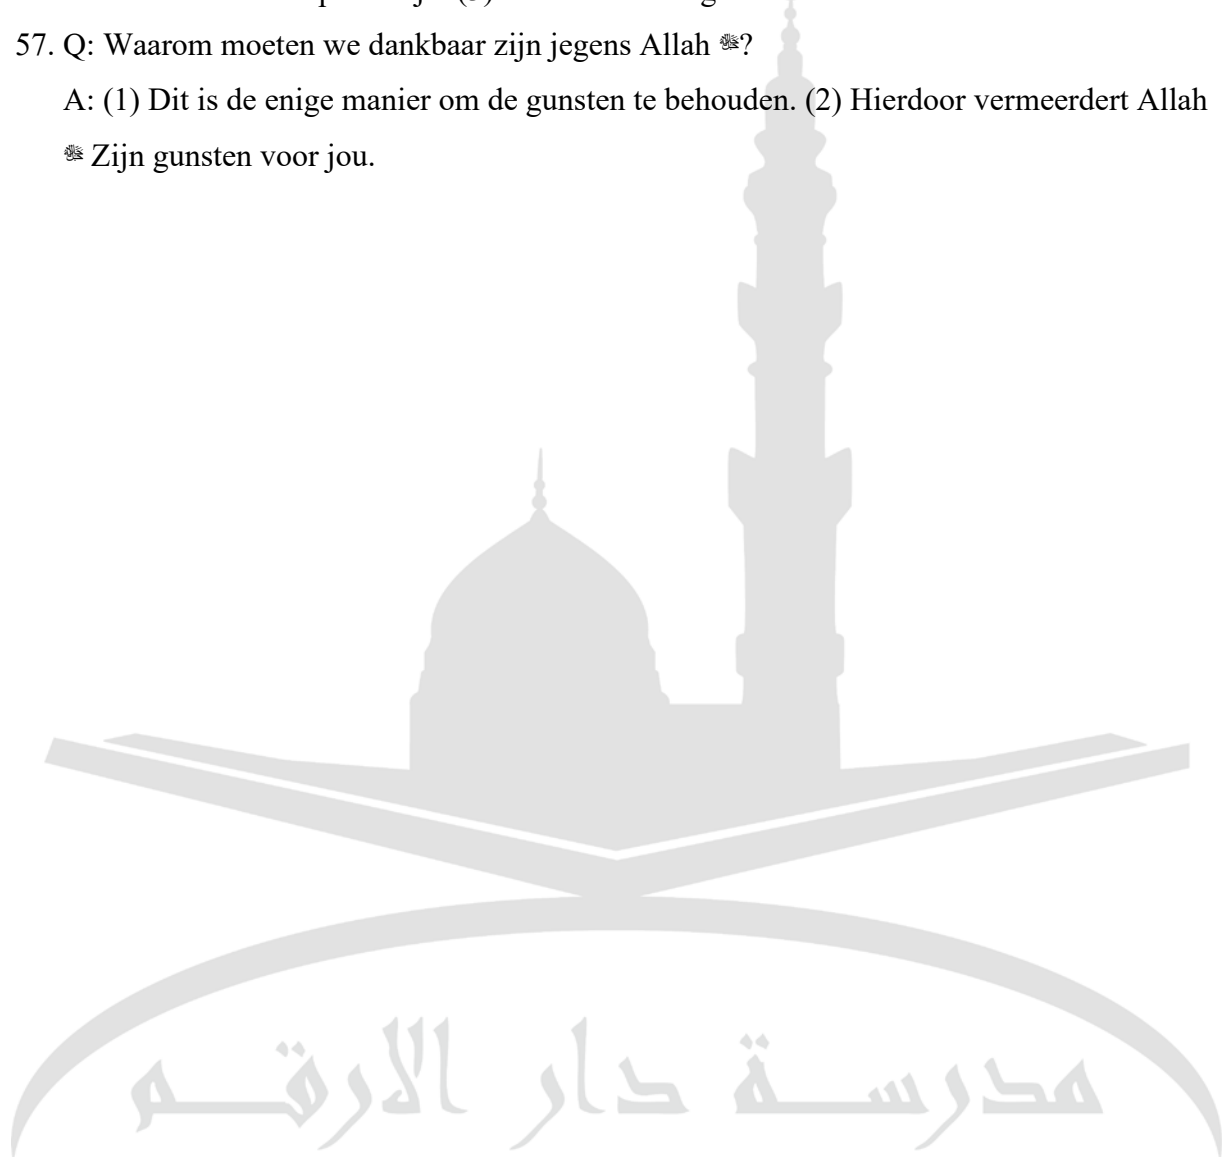 57. Q: Waarom moeten we dankbaar zijn jegens Allah ﷻ?
A: (1) Dit is de enige manier om de gunsten te behouden. (2) Hierdoor vermeerdert Allah
ﷻ Zijn gunsten voor jou.
مدرسة دار الارقم